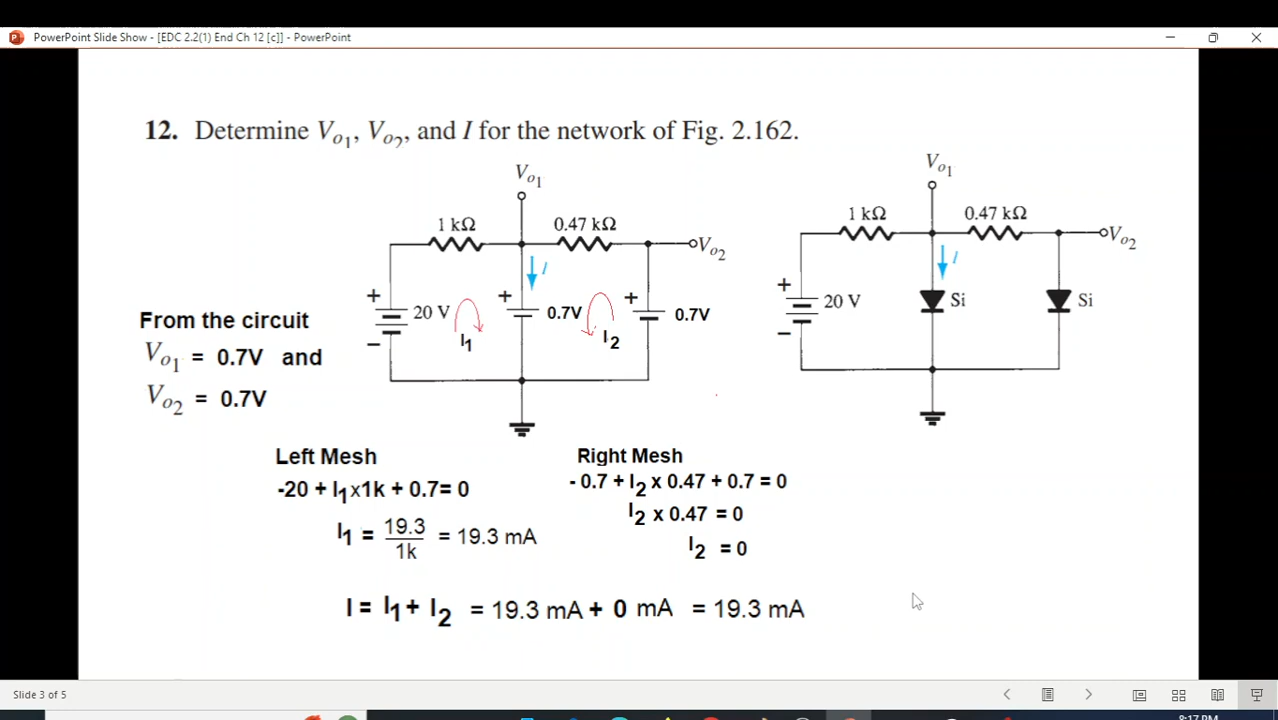 PowerPoint Slide Show - [EDC 2.2(1) End Ch 12 [c]] - PowerPoint
12. Determine Vo1, Vo2, and I for the network of Fig. 2.162.
Vo1
1 kΩ
0.47 kΩ
Vo2
I
+
20 V
-
I1
+
0.7V
I2
+
0.7V
Vo1
1 kΩ
0.47 kΩ
Vo2
I
+
20 V
-
Si
Si
From the circuit
Vo1 = 0.7V and
Vo2 = 0.7V
Left Mesh
-20 + I1x1k + 0.7= 0
I1 = 19.3/1k = 19.3 mA
Right Mesh
- 0.7 + I2 x 0.47 + 0.7 = 0
I2 x 0.47 = 0
I2 = 0
I = I1 + I2 = 19.3 mA + 0 mA = 19.3 mA
Slide 3 of 5
8:17 PM